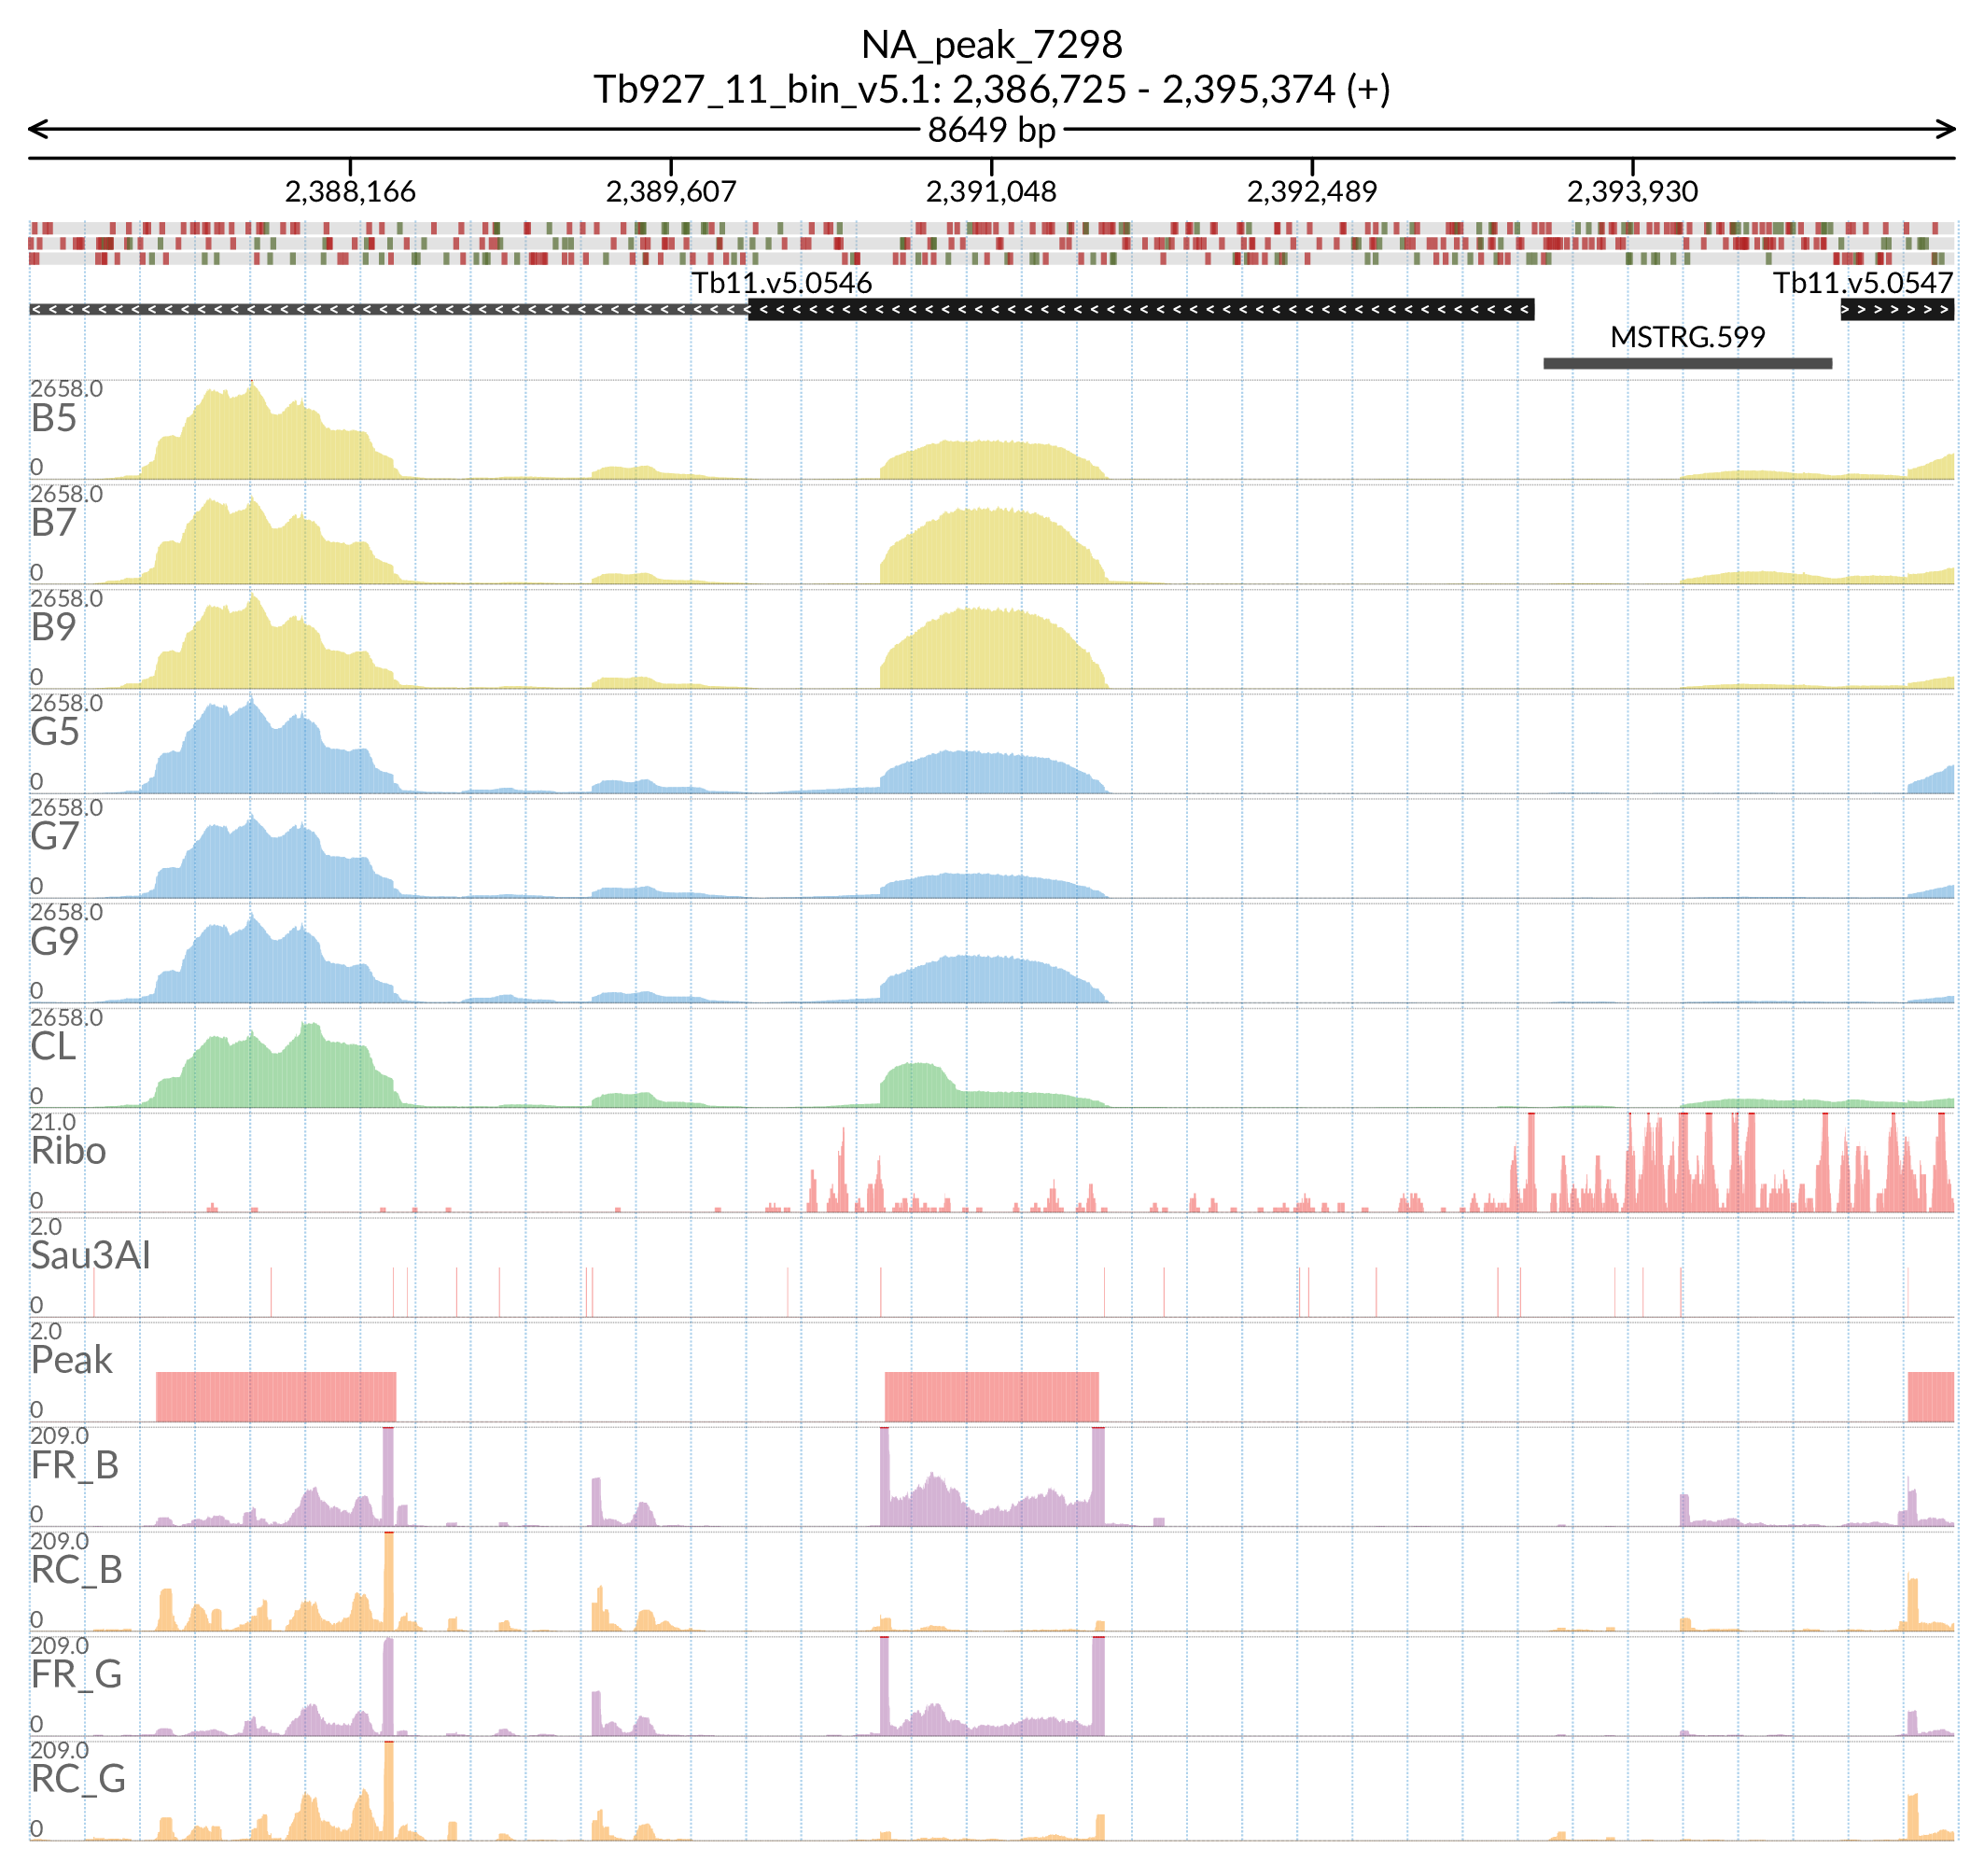 NA_peak_7298
Tb927_11_bin_v5.1: 2,386,725 - 2,395,374 (+)
8649 bp
2,388,166 2,389,607 2,391,048 2,392,489 2,393,930
Tb11.v5.0546 Tb11.v5.0547
MSTRG.599
2658.0
B5
0
2658.0
B7
0
2658.0
B9
0
2658.0
G5
0
2658.0
G7
0
2658.0
G9
0
2658.0
CL
0
21.0
Ribo
0
2.0
Sau3AI
0
2.0
Peak
0
209.0
FR_B
0
209.0
RC_B
0
209.0
FR_G
0
209.0
RC_G
0